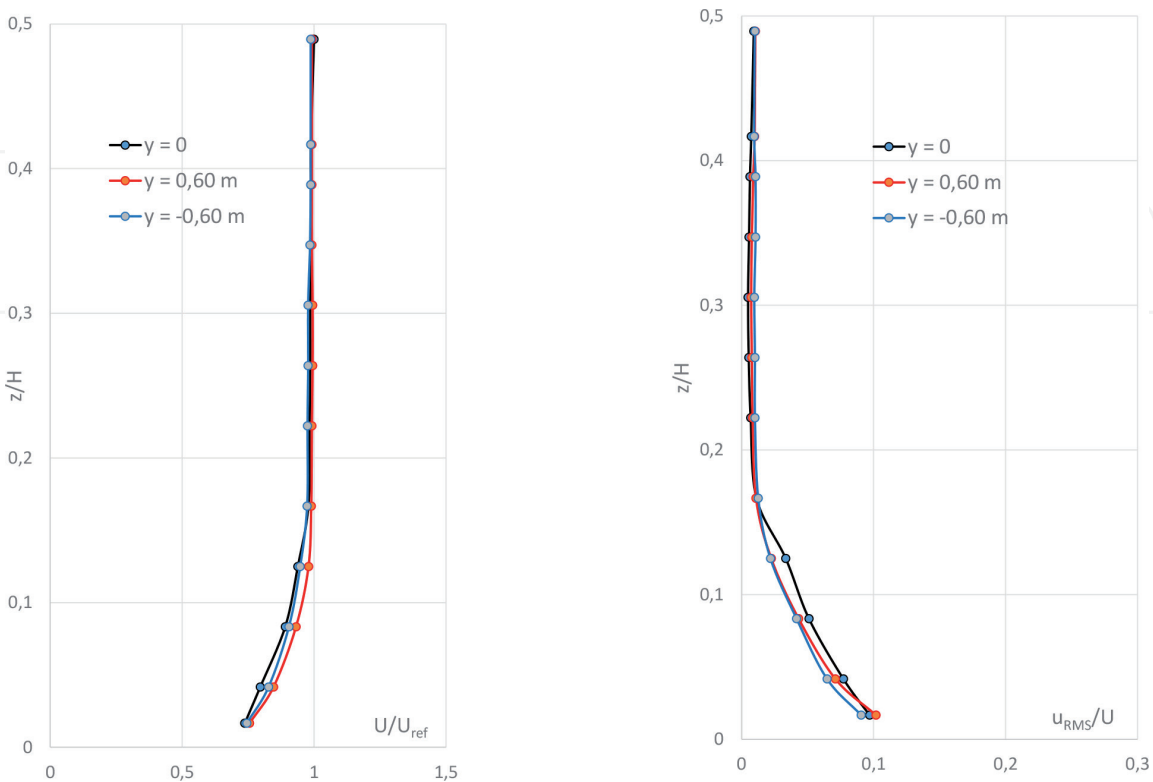 0,5
0,4
0,3
0,2
0,1
0
z/H
y = 0
y = 0,60 m
y = -0,60 m
U/Uref
0
0,5
1
1,5
0,5
0,4
0,3
0,2
0,1
0
z/H
y = 0
y = 0,60 m
y = -0,60 m
uRMS/U
0
0,1
0,2
0,3